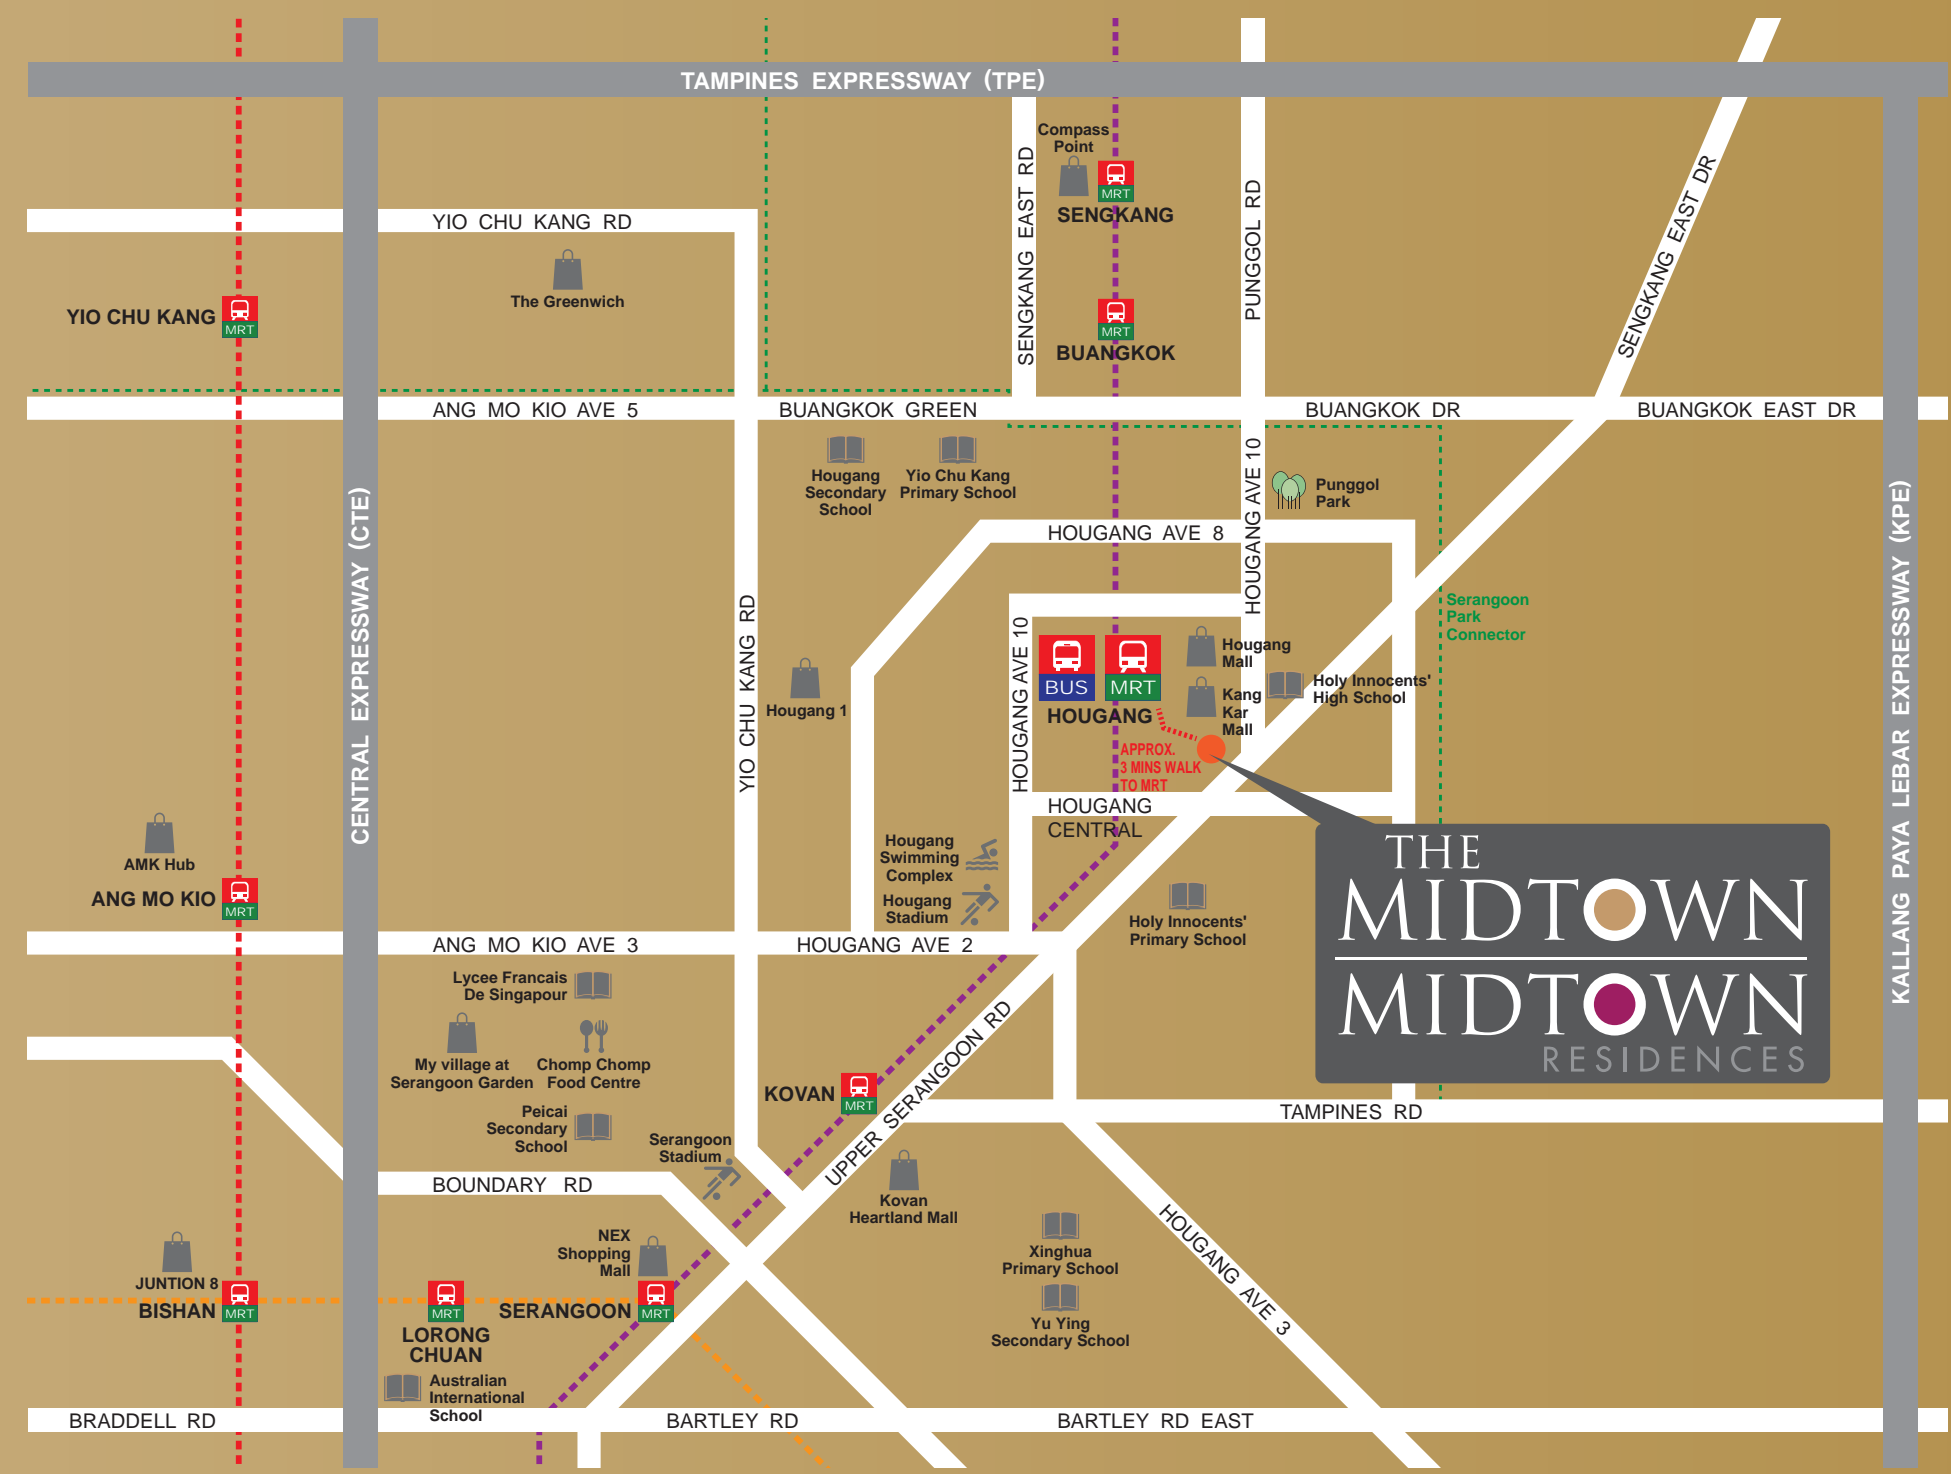 TAMPINES EXPRESSWAY (TPE)
Compass
Point
MRT
SENGKANG
SENGKANG EAST RD
PUNGGOL RD
SENGKANG EAST DR
YIO CHU KANG RD
The Greenwich
YIO CHU KANG
MRT
MRT
BUANGKOK
ANG MO KIO AVE 5
BUANGKOK GREEN
BUANGKOK DR
BUANGKOK EAST DR
Hougang
Secondary
School
Yio Chu Kang
Primary School
HOUGANG AVE 10
Punggol
Park
CENTRAL EXPRESSWAY (CTE)
KALLANG PAYA LEBAR EXPRESSWAY (KPE)
HOUGANG AVE 8
YIO CHU KANG RD
Serangoon
Park
Connector
HOUGANG AVE 10
BUS
MRT
HOUGANG
Hougang
Mall
Kang
Kar
Mall
Holy Innocents'
High School
Hougang 1
APPROX.
3 MINS WALK
TO MRT
HOUGANG
CENTRAL
AMK Hub
ANG MO KIO
MRT
Hougang
Swimming
Complex
Hougang
Stadium
Holy Innocents'
Primary School
THE
MIDTOWN
MIDTOWN
RESIDENCES
ANG MO KIO AVE 3
HOUGANG AVE 2
Lycee Francais
De Singapour
My village at
Serangoon Garden
Chomp Chomp
Food Centre
Peicai
Secondary
School
KOVAN
MRT
UPPER SERANGOON RD
TAMPINES RD
Serangoon
Stadium
BOUNDARY RD
Kovan
Heartland Mall
HOUGANG AVE 3
NEX
Shopping
Mall
Xinghua
Primary School
Yu Ying
Secondary School
JUNTION 8
BISHAN
MRT
MRT
LORONG
CHUAN
SERANGOON
MRT
Australian
International
School
BRADDELL RD
BARTLEY RD
BARTLEY RD EAST